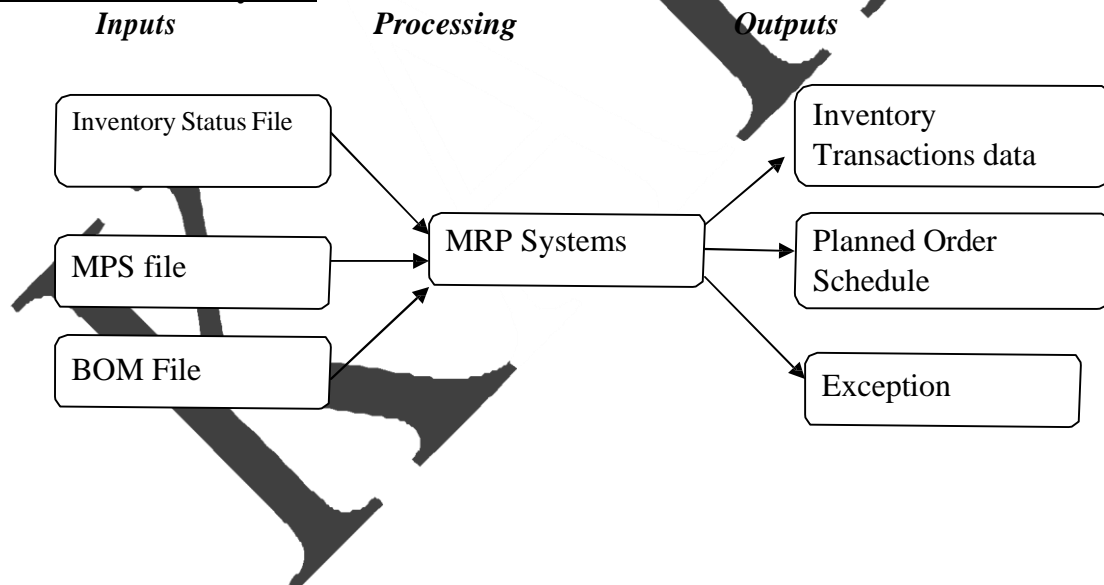 Inputs Processing Outputs
Inventory Status File
MPS file
BOM File
MRP Systems
Inventory
Transactions data
Planned Order
Schedule
Exception